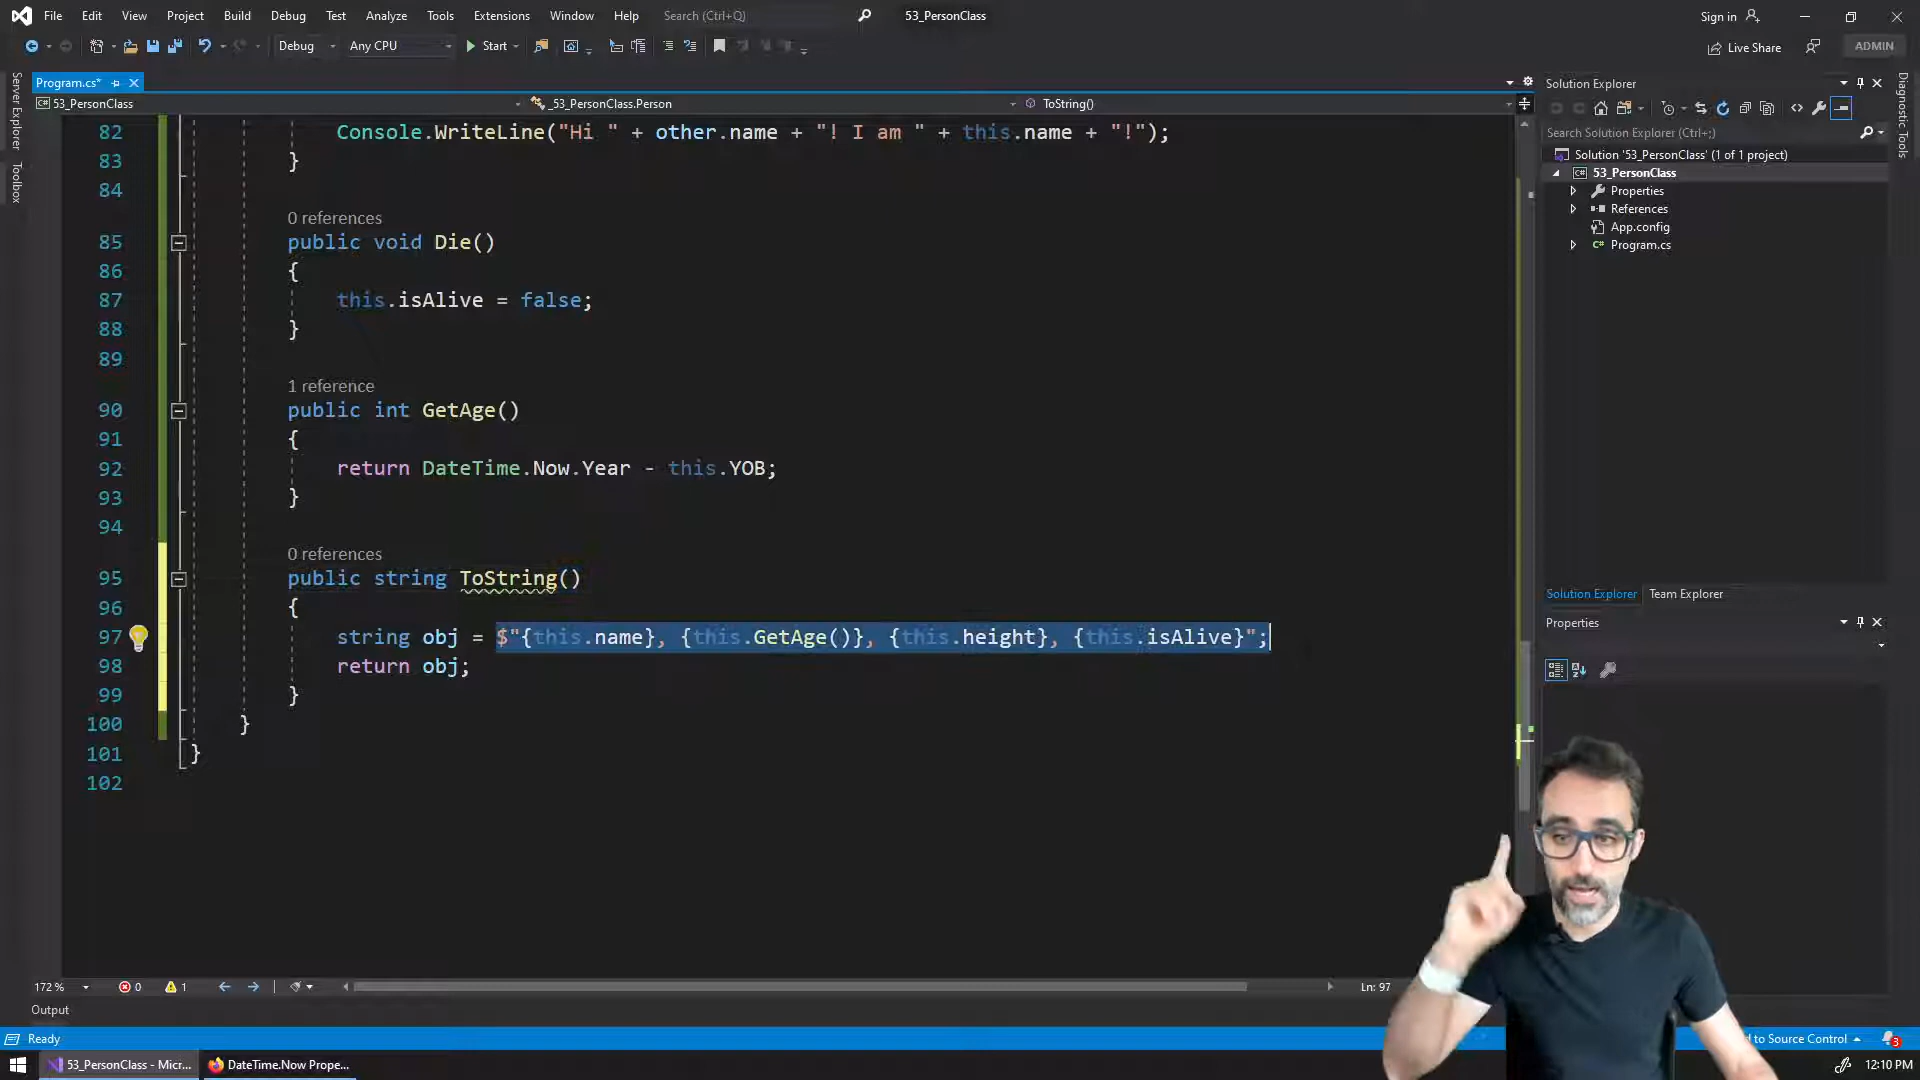 File Edit View Project Build Debug Test Analyze Tools Extensions Window Help Search (Ctrl+Q) 53_PersonClass Sign in
Debug Any CPU Start Live Share ADMIN
Program.cs*
53_PersonClass _53_PersonClass.Person ToString()
Server Explorer
Toolbox
82 Console.WriteLine("Hi " + other.name + "! I am " + this.name + "!");
83 }
84
0 references
85 public void Die()
86 {
87 this.isAlive = false;
88 }
89
1 reference
90 public int GetAge()
91 {
92 return DateTime.Now.Year - this.YOB;
93 }
94
0 references
95 public string ToString()
96 {
97 string obj = $"{this.name}, {this.GetAge()}, {this.height}, {this.isAlive}";
98 return obj;
99 }
100 }
101 }
102
172 % 0 1 Ln: 97
Output
Ready
Solution Explorer
Search Solution Explorer (Ctrl+;)
Solution '53_PersonClass' (1 of 1 project)
53_PersonClass
Properties
References
App.config
Program.cs
Solution Explorer Team Explorer
Properties
Diagnostic Tools
d to Source Control 3
53_PersonClass - Micr... DateTime.Now Prope... 12:10 PM